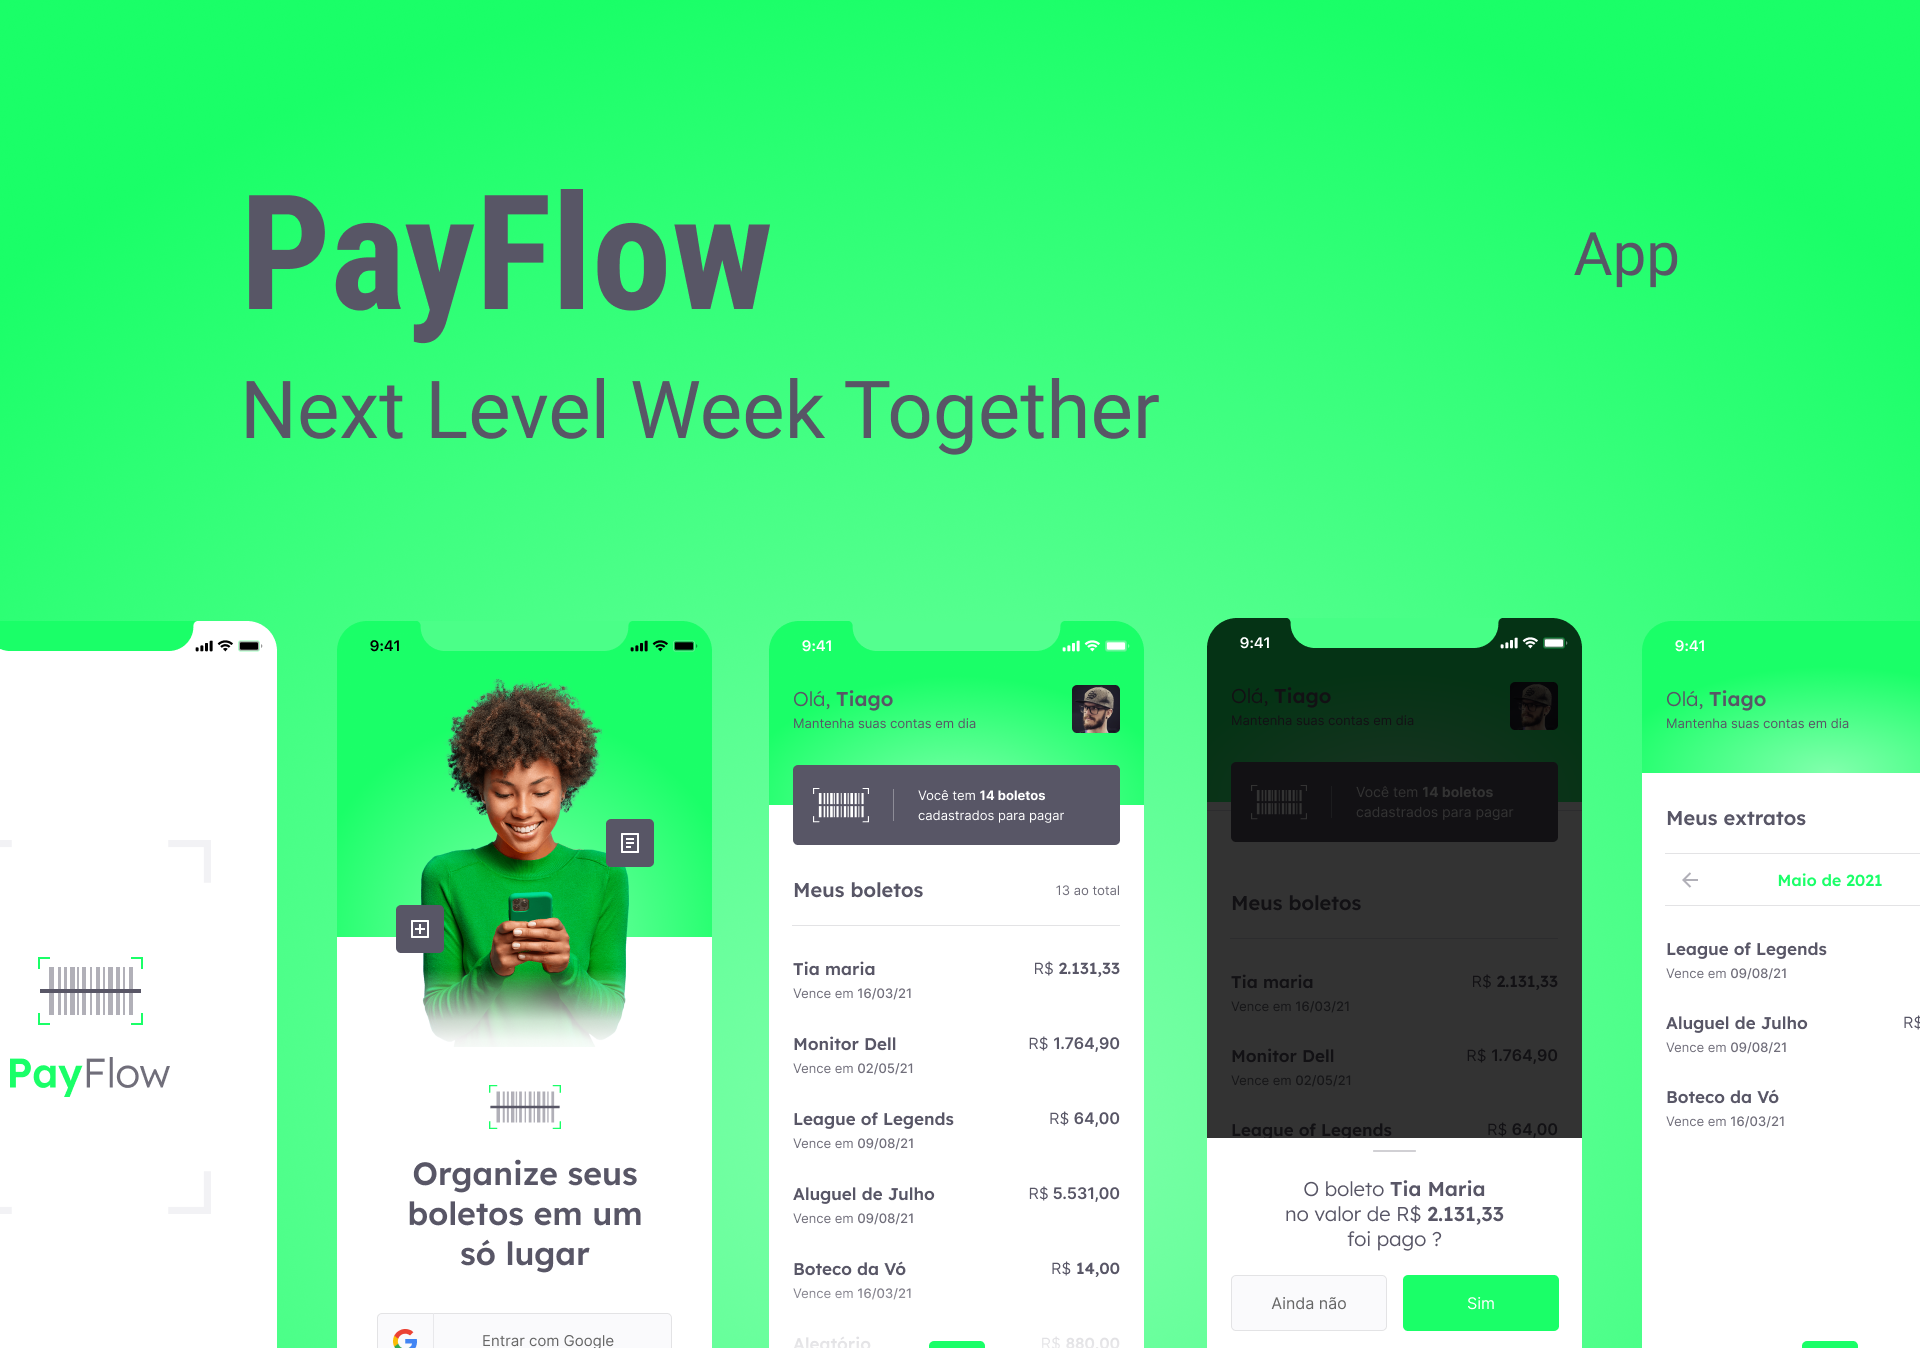 PayFlow
App
Next Level Week Together
PayFlow
9:41
Organize seus
boletos em um
só lugar
Entrar com Google
9:41
Olá, Tiago
Mantenha suas contas em dia
Você tem 14 boletos
cadastrados para pagar
Meus boletos
13 ao total
Tia maria
R$ 2.131,33
Vence em 16/03/21
Monitor Dell
R$ 1.764,90
Vence em 02/05/21
League of Legends
R$ 64,00
Vence em 09/08/21
Aluguel de Julho
R$ 5.531,00
Vence em 09/08/21
Boteco da Vó
R$ 14,00
Vence em 16/03/21
Aleatório
R$ 880,00
9:41
Olá, Tiago
Mantenha suas contas em dia
Você tem 14 boletos
cadastrados para pagar
Meus boletos
Tia maria
R$ 2.131,33
Vence em 16/03/21
Monitor Dell
R$ 1.764,90
Vence em 02/05/21
League of Legends
R$ 64,00
O boleto Tia Maria
no valor de R$ 2.131,33
foi pago ?
Ainda não
Sim
9:41
Olá, Tiago
Mantenha suas contas em dia
Meus extratos
Maio de 2021
League of Legends
Vence em 09/08/21
Aluguel de Julho
R$
Vence em 09/08/21
Boteco da Vó
Vence em 16/03/21